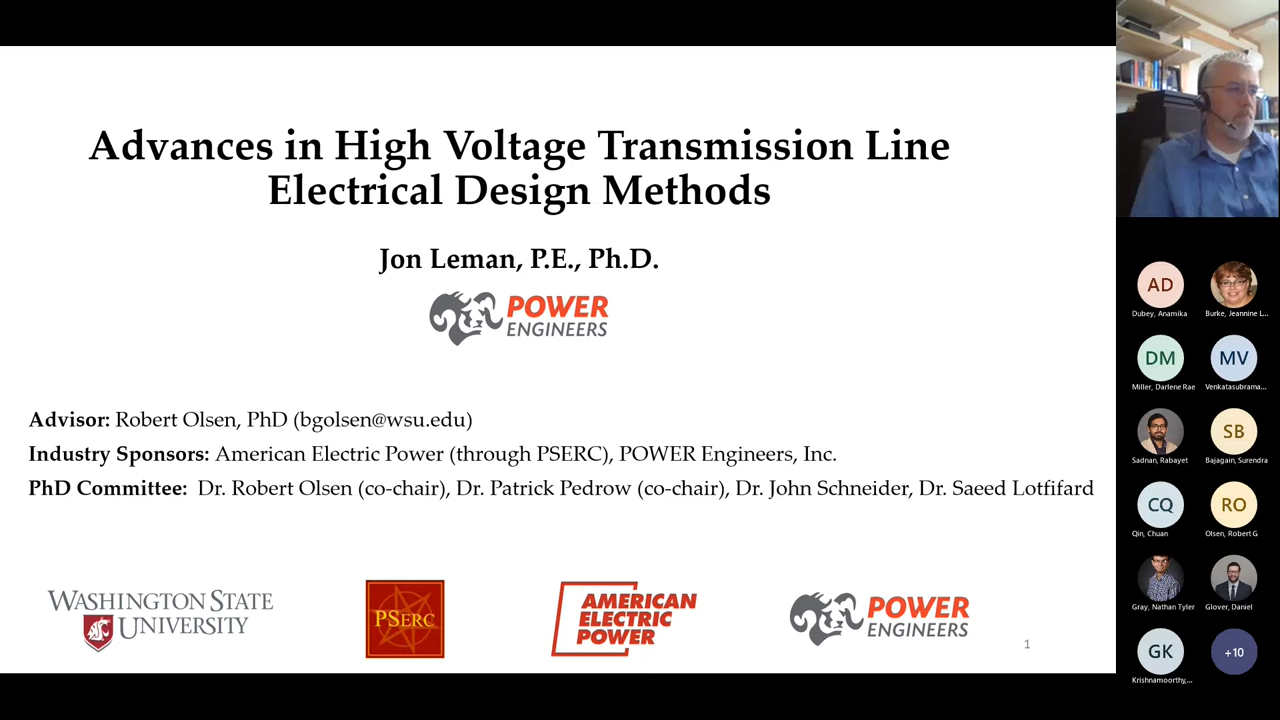 Advances in High Voltage Transmission Line
Electrical Design Methods
Jon Leman, P.E., Ph.D.
POWER
ENGINEERS
Advisor: Robert Olsen, PhD (bgolsen@wsu.edu)
Industry Sponsors: American Electric Power (through PSERC), POWER Engineers, Inc.
PhD Committee: Dr. Robert Olsen (co-chair), Dr. Patrick Pedrow (co-chair), Dr. John Schneider, Dr. Saeed Lotfifard
WASHINGTON STATE
UNIVERSITY
PSERC
AMERICAN
ELECTRIC
POWER
POWER
ENGINEERS
1
AD
Dubey, Anamika
Burke, Jeannine L...
DM
Miller, Darlene Rae
MV
Venkatasubrama...
Sadnan, Rabayet
SB
Bajagain, Surendra
CQ
Qin, Chuan
RO
Olsen, Robert G
Gray, Nathan Tyler
Glover, Daniel
GK
Krishnamoorthy,...
+10